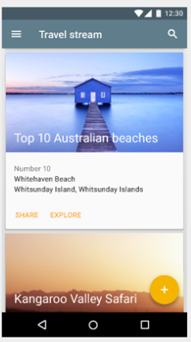 12:30
Travel stream
Top 10 Australian beaches
Number 10
Whitehaven Beach
Whitsunday Island, Whitsunday Islands
SHARE EXPLORE
Kangaroo Valley Safari